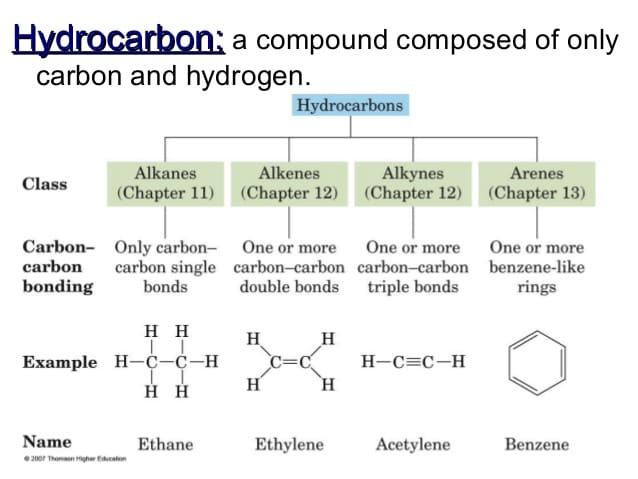 Hydrocarbon: a compound composed of only
carbon and hydrogen.
Hydrocarbons
Class
Alkanes
(Chapter 11)
Alkenes
(Chapter 12)
Alkynes
(Chapter 12)
Arenes
(Chapter 13)
Carbon–
carbon
bonding
Only carbon–
carbon single
bonds
One or more
carbon–carbon
double bonds
One or more
carbon–carbon
triple bonds
One or more
benzene-like
rings
Example
H H
H—C—C—H
H H
H H
C=C
H H
H—C≡C—H
Name
Ethane
Ethylene
Acetylene
Benzene
© 2007 Thomson Higher Education